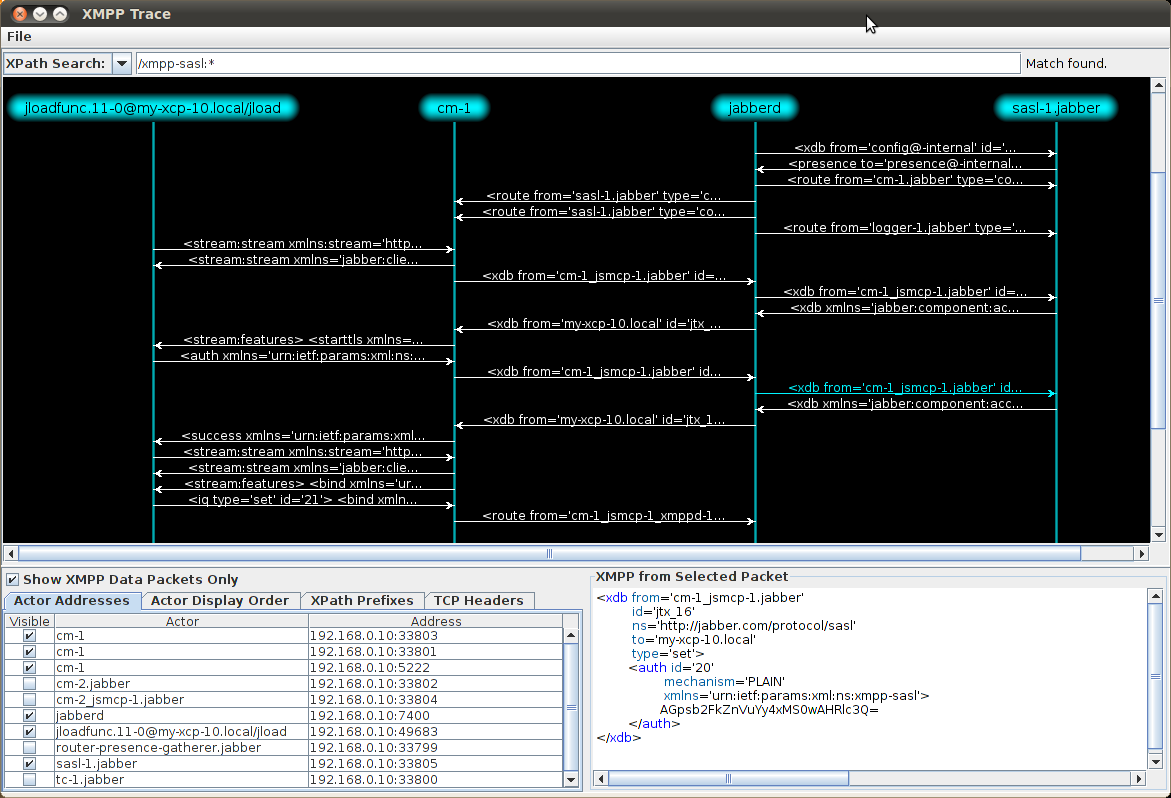 XMPP Trace
File
XPath Search: /xmpp-sasl:* Match found.
jloadfunc.11-0@my-xcp-10.local/jload cm-1 jabberd sasl-1.jabber
<xdb from='config@-internal' id='...
<presence to='presence@-internal...
<route from='cm-1.jabber' type='co...
<route from='sasl-1.jabber' type='c...
<route from='sasl-1.jabber' type='co...
<route from='logger-1.jabber' type='...
<stream:stream xmlns:stream='http...
<stream:stream xmlns='jabber:clie...
<xdb from='cm-1_jsmcp-1.jabber' id=...
<xdb from='cm-1_jsmcp-1.jabber' id=...
<xdb xmlns='jabber:component:ac...
<xdb from='my-xcp-10.local' id='jtx_...
<stream:features> <starttls xmlns=...
<auth xmlns='urn:ietf:params:xml:ns:...
<xdb from='cm-1_jsmcp-1.jabber' id...
<xdb from='cm-1_jsmcp-1.jabber' id...
<xdb xmlns='jabber:component:acc...
<xdb from='my-xcp-10.local' id='jtx_1...
<success xmlns='urn:ietf:params:xml...
<stream:stream xmlns:stream='http...
<stream:stream xmlns='jabber:clie...
<stream:features> <bind xmlns='ur...
<iq type='set' id='21'> <bind xmln...
<route from='cm-1_jsmcp-1_xmppd-1...
Show XMPP Data Packets Only
Actor Addresses Actor Display Order XPath Prefixes TCP Headers
Visible Actor Address
cm-1 192.168.0.10:33803
cm-1 192.168.0.10:33801
cm-1 192.168.0.10:5222
cm-2.jabber 192.168.0.10:33802
cm-2_jsmcp-1.jabber 192.168.0.10:33804
jabberd 192.168.0.10:7400
jloadfunc.11-0@my-xcp-10.local/jload 192.168.0.10:49683
router-presence-gatherer.jabber 192.168.0.10:33799
sasl-1.jabber 192.168.0.10:33805
tc-1.jabber 192.168.0.10:33800
XMPP from Selected Packet
<xdb from='cm-1_jsmcp-1.jabber'
id='jtx_16'
ns='http://jabber.com/protocol/sasl'
to='my-xcp-10.local'
type='set'>
<auth id='20'
mechanism='PLAIN'
xmlns='urn:ietf:params:xml:ns:xmpp-sasl'>
AGpsb2FkZnVuYy4xMS0wAHRlc3Q=
</auth>
</xdb>